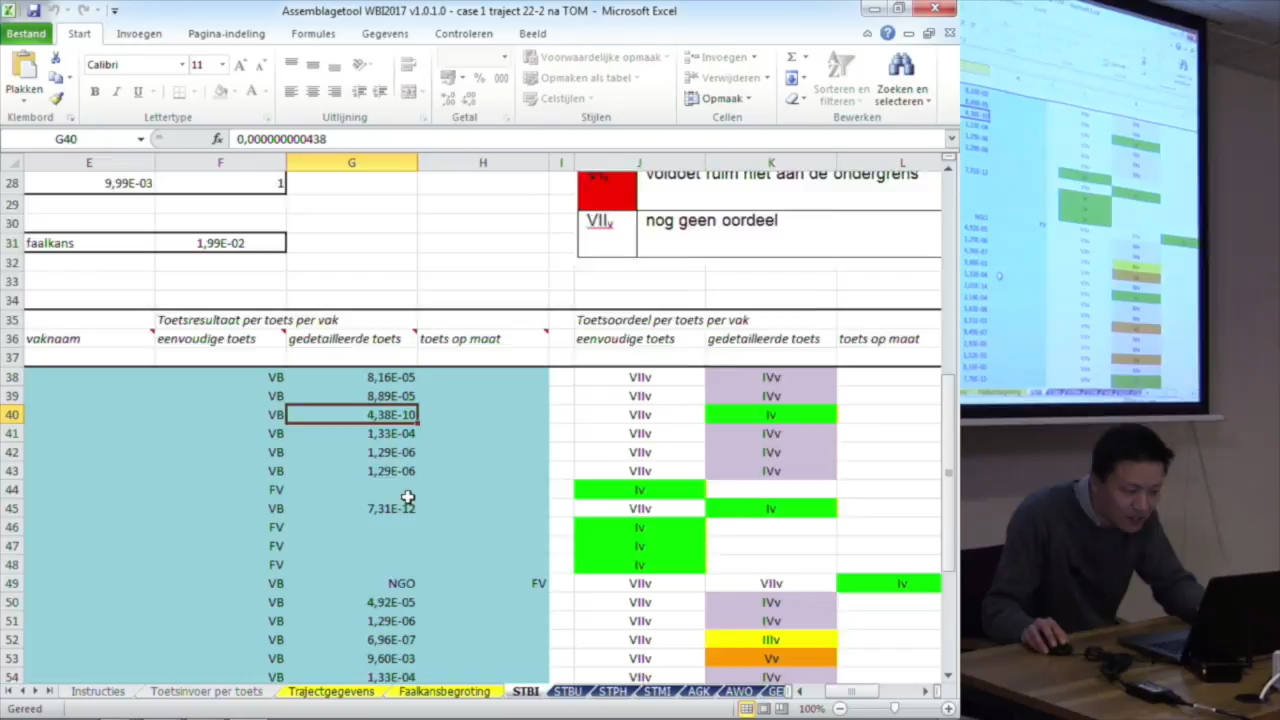 Assemblagetool WBI2017 v1.0.1.0 - case 1 traject 22-2 na TOM - Microsoft Excel
Bestand Start Invoegen Pagina-indeling Formules Gegevens Controleren Beeld
Plakken
Calibri 11
Voorwaardelijke opmaak
Opmaken als tabel
Celstijlen
Invoegen
Verwijderen
Opmaak
Sorteren en filteren
Zoeken en selecteren
Klembord Lettertype Uitlijning Getal Stijlen Cellen Bewerken
G40 fx 0,000000000438
E F G H I J K L
28 9,99E-03 1 voldoet ruim niet aan de ondergrens
29
30 VIIv nog geen oordeel
31 faalkans 1,99E-02
32
33
34
35 Toetsresultaat per toets per vak Toetsoordeel per toets per vak
36 vaknaam eenvoudige toets gedetailleerde toets toets op maat eenvoudige toets gedetailleerde toets toets op maat
37
38 VB 8,16E-05 VIIv IVv
39 VB 8,89E-05 VIIv IVv
40 VB 4,38E-10 VIIv Iv
41 VB 1,33E-04 VIIv IVv
42 VB 1,29E-06 VIIv IVv
43 VB 1,29E-06 VIIv IVv
44 FV Iv
45 VB 7,31E-12 VIIv Iv
46 FV Iv
47 FV Iv
48 FV Iv
49 VB NGO FV VIIv VIIv Iv
50 VB 4,92E-05 VIIv IVv
51 VB 1,29E-06 VIIv IVv
52 VB 6,96E-07 VIIv IIIv
53 VB 9,60E-03 VIIv Vv
54 VB 1,33E-04 VIIv IVv
Instructies Toetsinvoer per toets Trajectgegevens Faalkansbegroting STBI STBU STPH STMI AGK AWO GE
Gereed 100%